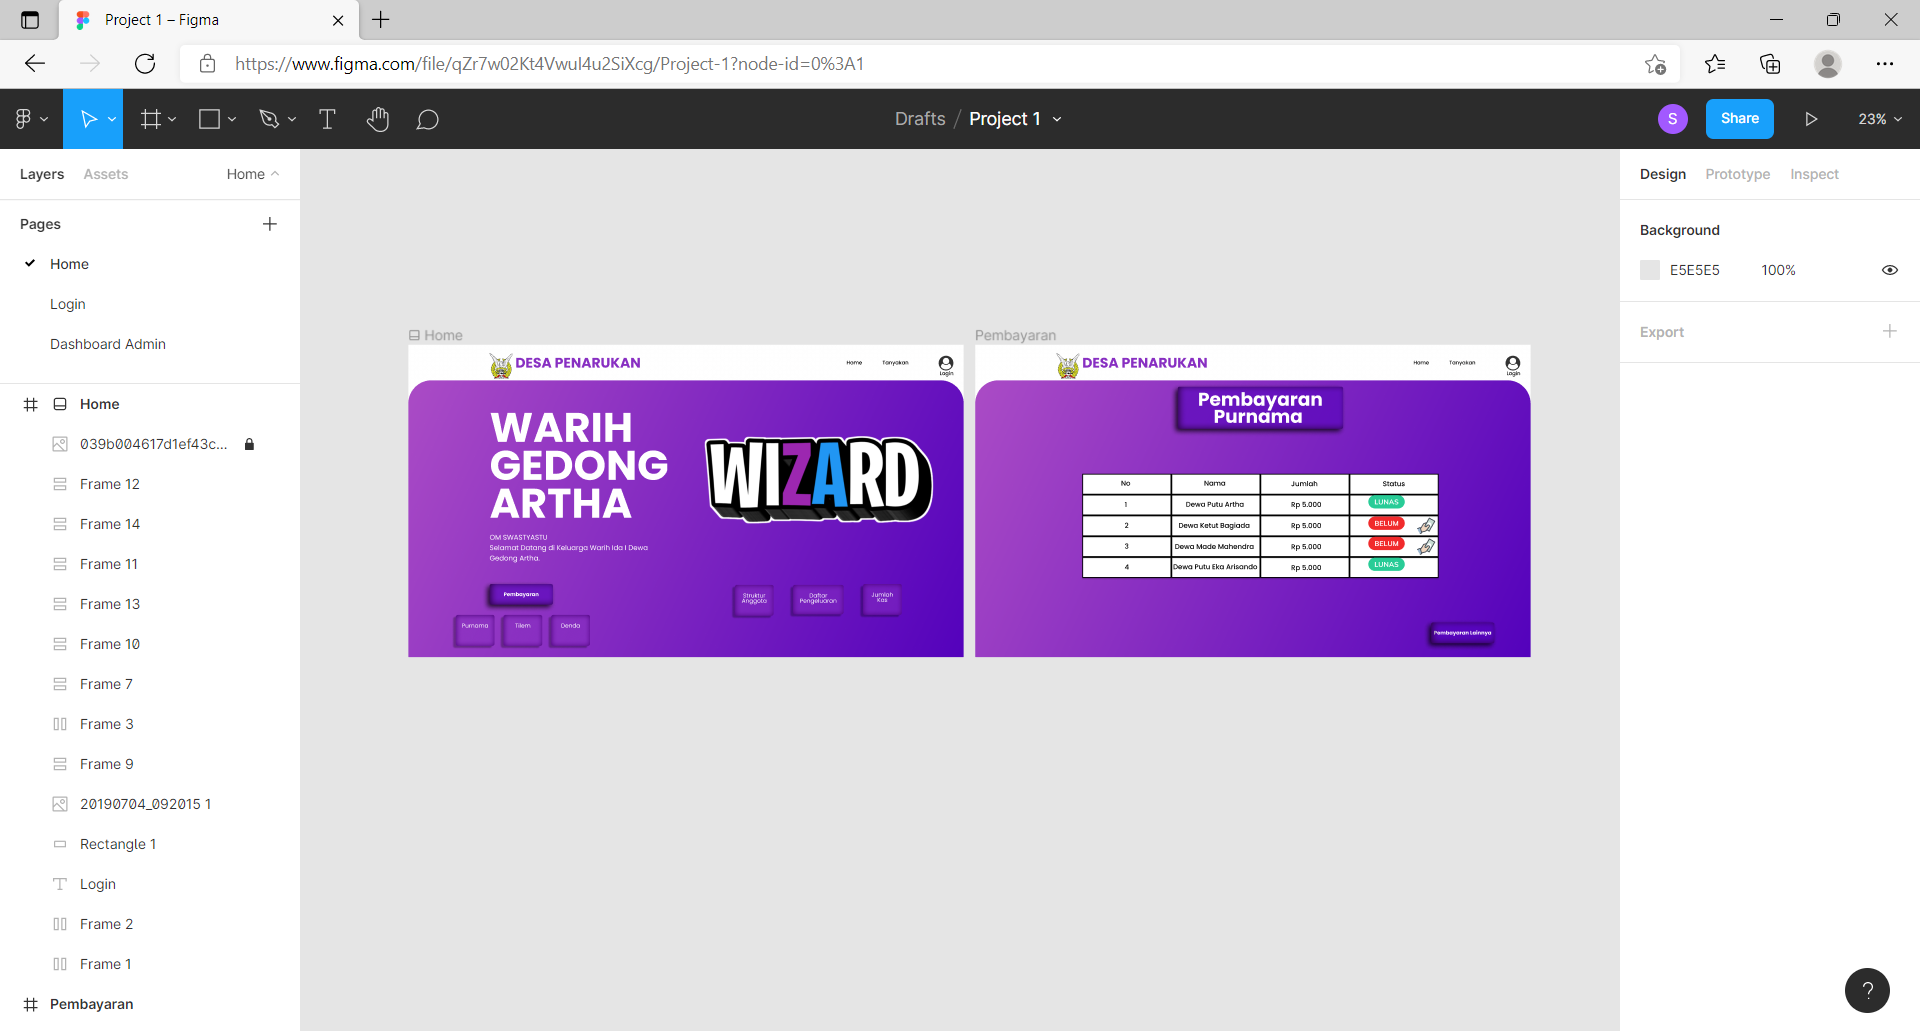 Project 1 – Figma
https://www.figma.com/file/qZr7w02Kt4Vwul4u2SiXcg/Project-1?node-id=0%3A1
Drafts / Project 1
S
Share
23%
Layers
Assets
Home
Pages
Home
Login
Dashboard Admin
Home
039b004617d1ef43c...
Frame 12
Frame 14
Frame 11
Frame 13
Frame 10
Frame 7
Frame 3
Frame 9
20190704_092015 1
Rectangle 1
Login
Frame 2
Frame 1
Pembayaran
Home
DESA PENARUKAN
Home
Tanyakan
Login
WARIH
GEDONG
ARTHA
WIZARD
OM SWASTYASTU
Selamat Datang di Keluarga Warih Ida I Dewa
Gedong Artha.
Pembayaran
Purnama
Tilem
Denda
Struktur
Anggota
Daftar
Pengeluaran
Jumlah
Kas
Pembayaran
DESA PENARUKAN
Home
Tanyakan
Login
Pembayaran
Purnama
No Nama Jumlah Status
1 Dewa Putu Artha Rp 5.000 LUNAS
2 Dewa Ketut Bagiada Rp 5.000 BELUM
3 Dewa Made Mahendra Rp 5.000 BELUM
4 Dewa Putu Eka Arisando Rp 5.000 LUNAS
Pembayaran Lainnya
Design
Prototype
Inspect
Background
E5E5E5
100%
Export
?